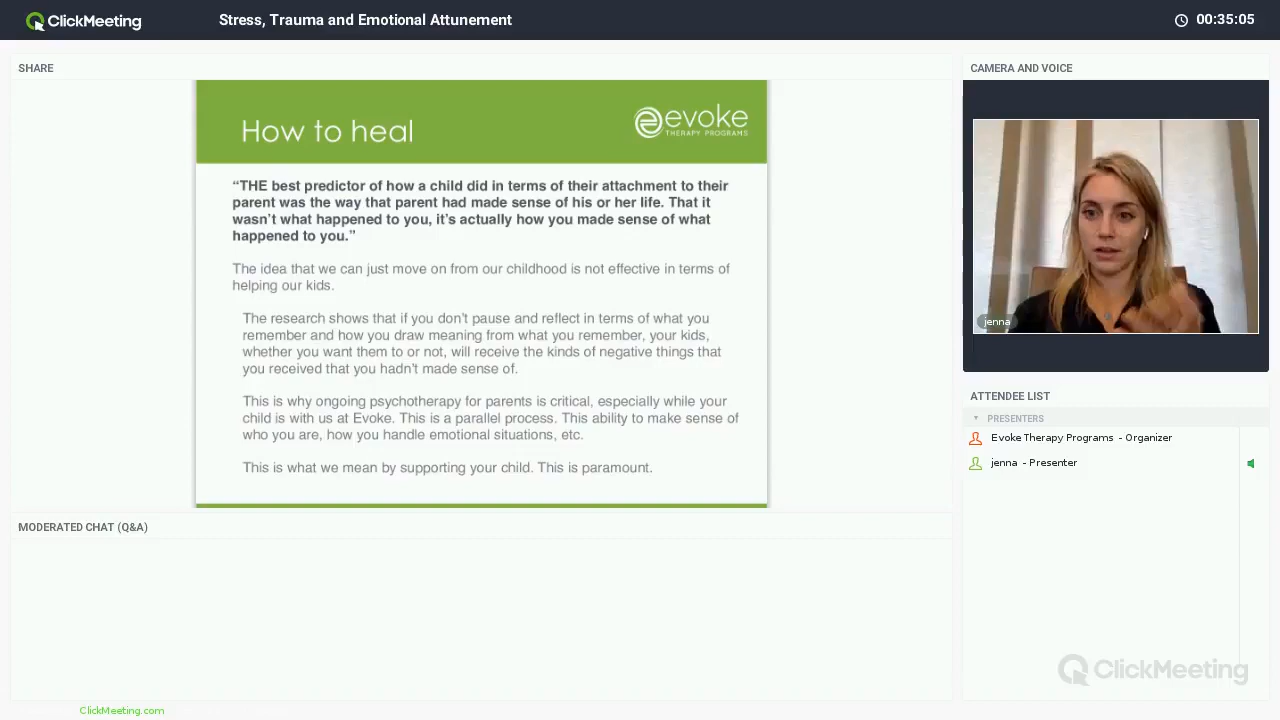 ClickMeeting
Stress, Trauma and Emotional Attunement
00:35:05
SHARE
How to heal
evoke
THERAPY PROGRAMS
“THE best predictor of how a child did in terms of their attachment to their
parent was the way that parent had made sense of his or her life. That it
wasn’t what happened to you, it’s actually how you made sense of what
happened to you.”
The idea that we can just move on from our childhood is not effective in terms of
helping our kids.
The research shows that if you don’t pause and reflect in terms of what you
remember and how you draw meaning from what you remember, your kids,
whether you want them to or not, will receive the kinds of negative things that
you received that you hadn’t made sense of.
This is why ongoing psychotherapy for parents is critical, especially while your
child is with us at Evoke. This is a parallel process. This ability to make sense of
who you are, how you handle emotional situations, etc.
This is what we mean by supporting your child. This is paramount.
CAMERA AND VOICE
jenna
ATTENDEE LIST
PRESENTERS
Evoke Therapy Programs - Organizer
jenna - Presenter
MODERATED CHAT (Q&A)
ClickMeeting
ClickMeeting.com